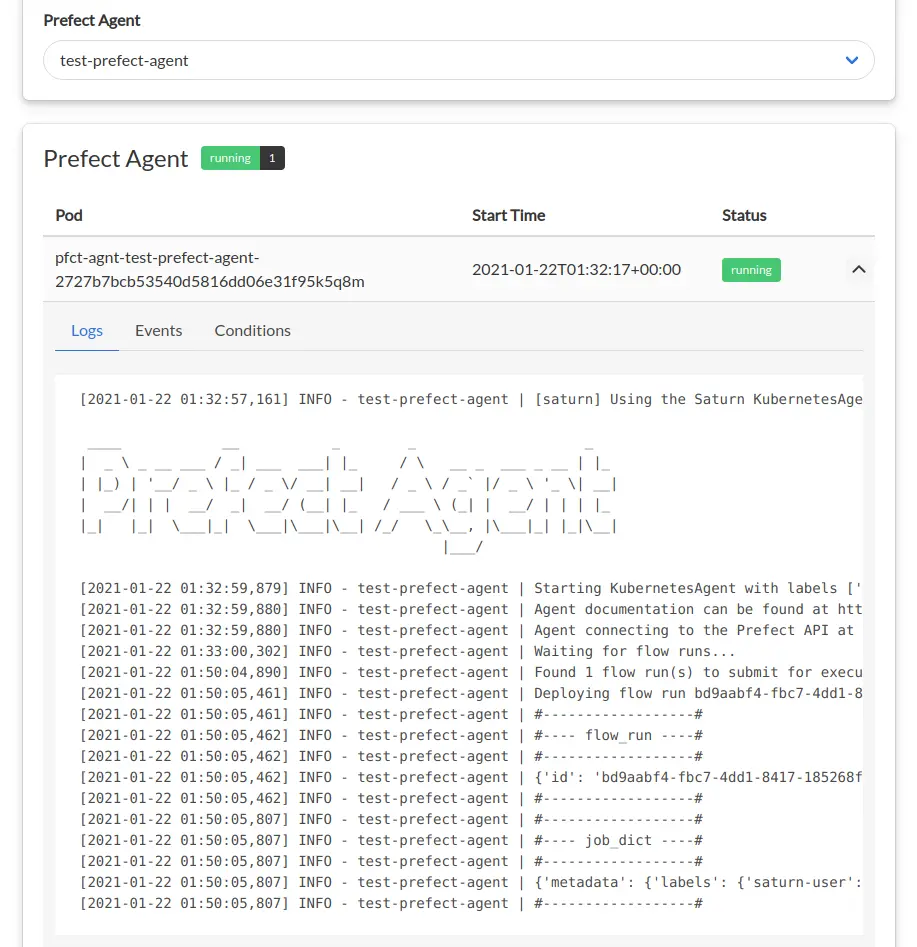 Prefect Agent
test-prefect-agent
Prefect Agent running 1
Pod Start Time Status
pfct-agnt-test-prefect-agent-
2727b7bcb53540d5816dd06e31f95k5q8m 2021-01-22T01:32:17+00:00 running
Logs Events Conditions
[2021-01-22 01:32:57,161] INFO - test-prefect-agent | [saturn] Using the Saturn KubernetesAge
Prefect Agent
[2021-01-22 01:32:59,879] INFO - test-prefect-agent | Starting KubernetesAgent with labels ['
[2021-01-22 01:32:59,880] INFO - test-prefect-agent | Agent documentation can be found at htt
[2021-01-22 01:32:59,880] INFO - test-prefect-agent | Agent connecting to the Prefect API at
[2021-01-22 01:33:00,302] INFO - test-prefect-agent | Waiting for flow runs...
[2021-01-22 01:50:04,890] INFO - test-prefect-agent | Found 1 flow run(s) to submit for execu
[2021-01-22 01:50:05,461] INFO - test-prefect-agent | Deploying flow run bd9aabf4-fbc7-4dd1-8
[2021-01-22 01:50:05,461] INFO - test-prefect-agent | #------------------#
[2021-01-22 01:50:05,462] INFO - test-prefect-agent | #---- flow_run ----#
[2021-01-22 01:50:05,462] INFO - test-prefect-agent | #------------------#
[2021-01-22 01:50:05,462] INFO - test-prefect-agent | {'id': 'bd9aabf4-fbc7-4dd1-8417-185268f
[2021-01-22 01:50:05,462] INFO - test-prefect-agent | #------------------#
[2021-01-22 01:50:05,807] INFO - test-prefect-agent | #------------------#
[2021-01-22 01:50:05,807] INFO - test-prefect-agent | #---- job_dict ----#
[2021-01-22 01:50:05,807] INFO - test-prefect-agent | #------------------#
[2021-01-22 01:50:05,807] INFO - test-prefect-agent | {'metadata': {'labels': {'saturn-user':
[2021-01-22 01:50:05,807] INFO - test-prefect-agent | #------------------#